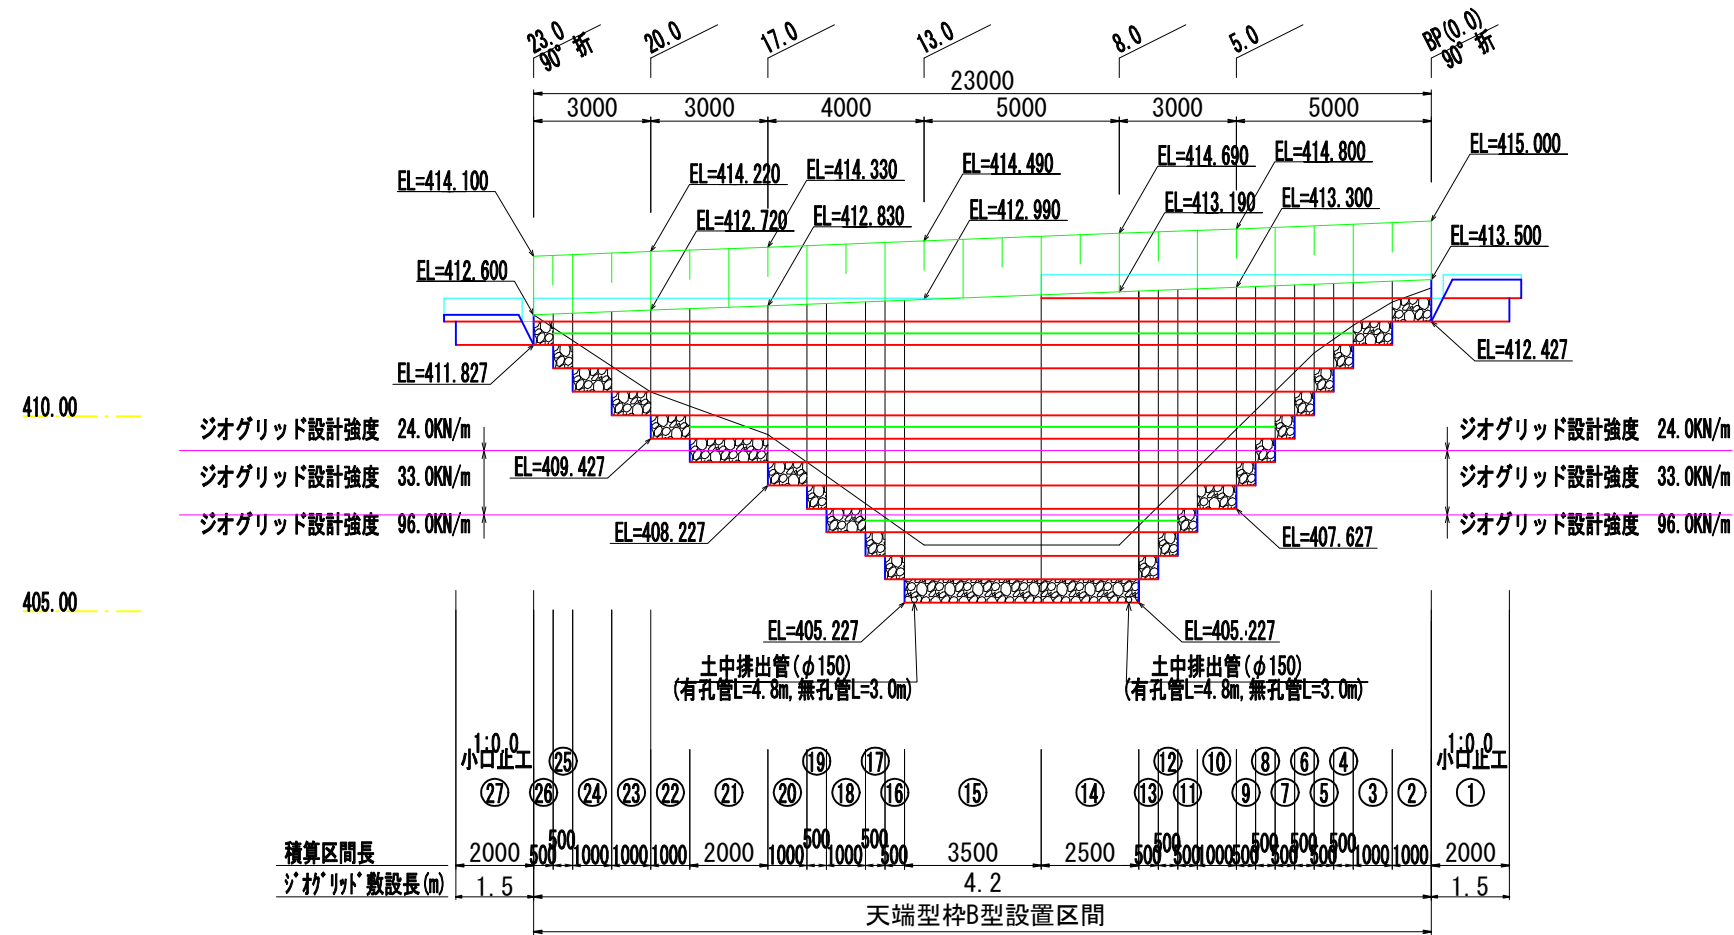 23.0
90° 折
20.0
17.0
13.0
8.0
5.0
BP(0.0)
90° 折
23000
3000
3000
4000
5000
3000
5000
EL=414.100
EL=414.220
EL=414.330
EL=414.490
EL=414.690
EL=414.800
EL=415.000
EL=412.600
EL=412.720
EL=412.830
EL=412.990
EL=413.190
EL=413.300
EL=413.500
EL=411.827
EL=412.427
410.00
ジオグリッド設計強度 24.0KN/m
ジオグリッド設計強度 33.0KN/m
ジオグリッド設計強度 96.0KN/m
ジオグリッド設計強度 24.0KN/m
ジオグリッド設計強度 33.0KN/m
ジオグリッド設計強度 96.0KN/m
EL=409.427
EL=408.227
EL=407.627
405.00
EL=405.227
EL=405.227
土中排出管(φ150)
(有孔管L=4.8m,無孔管L=3.0m)
土中排出管(φ150)
(有孔管L=4.8m,無孔管L=3.0m)
1:0.0
小口止工
1:0.0
小口止工
㉕ ⑲ ⑰ ⑫ ⑩ ⑧ ⑥ ④
㉗ ㉖ ㉔ ㉓ ㉒ ㉑ ⑳ ⑱ ⑯ ⑮ ⑭ ⑬ ⑪ ⑨ ⑦ ⑤ ③ ② ①
積算区間長 2000 500 500 1000 1000 1000 2000 1000 500 1000 500 500 3500 2500 500 500 500 1000 500 500 500 500 500 500 1000 1000 2000
ジオグリッド敷設長(m) 1.5 4.2 1.5
天端型枠B型設置区間